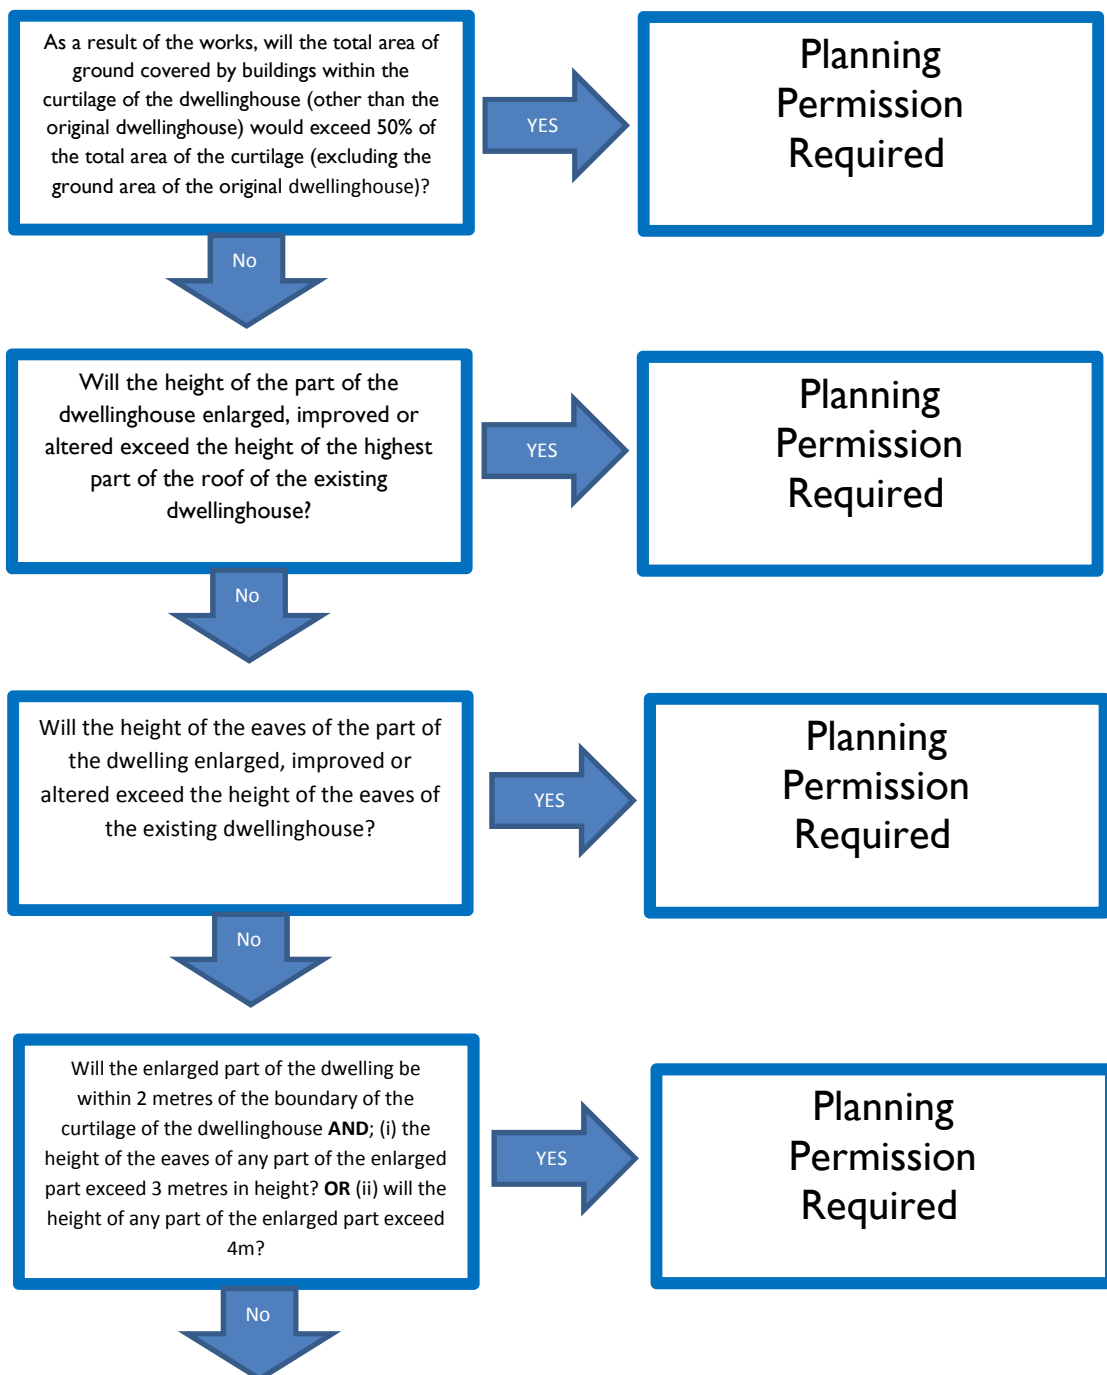 As a result of the works, will the total area of
ground covered by buildings within the
curtilage of the dwellinghouse (other than the
original dwellinghouse) would exceed 50% of
the total area of the curtilage (excluding the
ground area of the original dwellinghouse)?
YES
Planning
Permission
Required
No
Will the height of the part of the
dwellinghouse enlarged, improved or
altered exceed the height of the highest
part of the roof of the existing
dwellinghouse?
YES
Planning
Permission
Required
No
Will the height of the eaves of the part of
the dwelling enlarged, improved or
altered exceed the height of the eaves of
the existing dwellinghouse?
YES
Planning
Permission
Required
No
Will the enlarged part of the dwelling be
within 2 metres of the boundary of the
curtilage of the dwellinghouse AND; (i) the
height of the eaves of any part of the enlarged
part exceed 3 metres in height? OR (ii) will the
height of any part of the enlarged part exceed
4m?
YES
Planning
Permission
Required
No